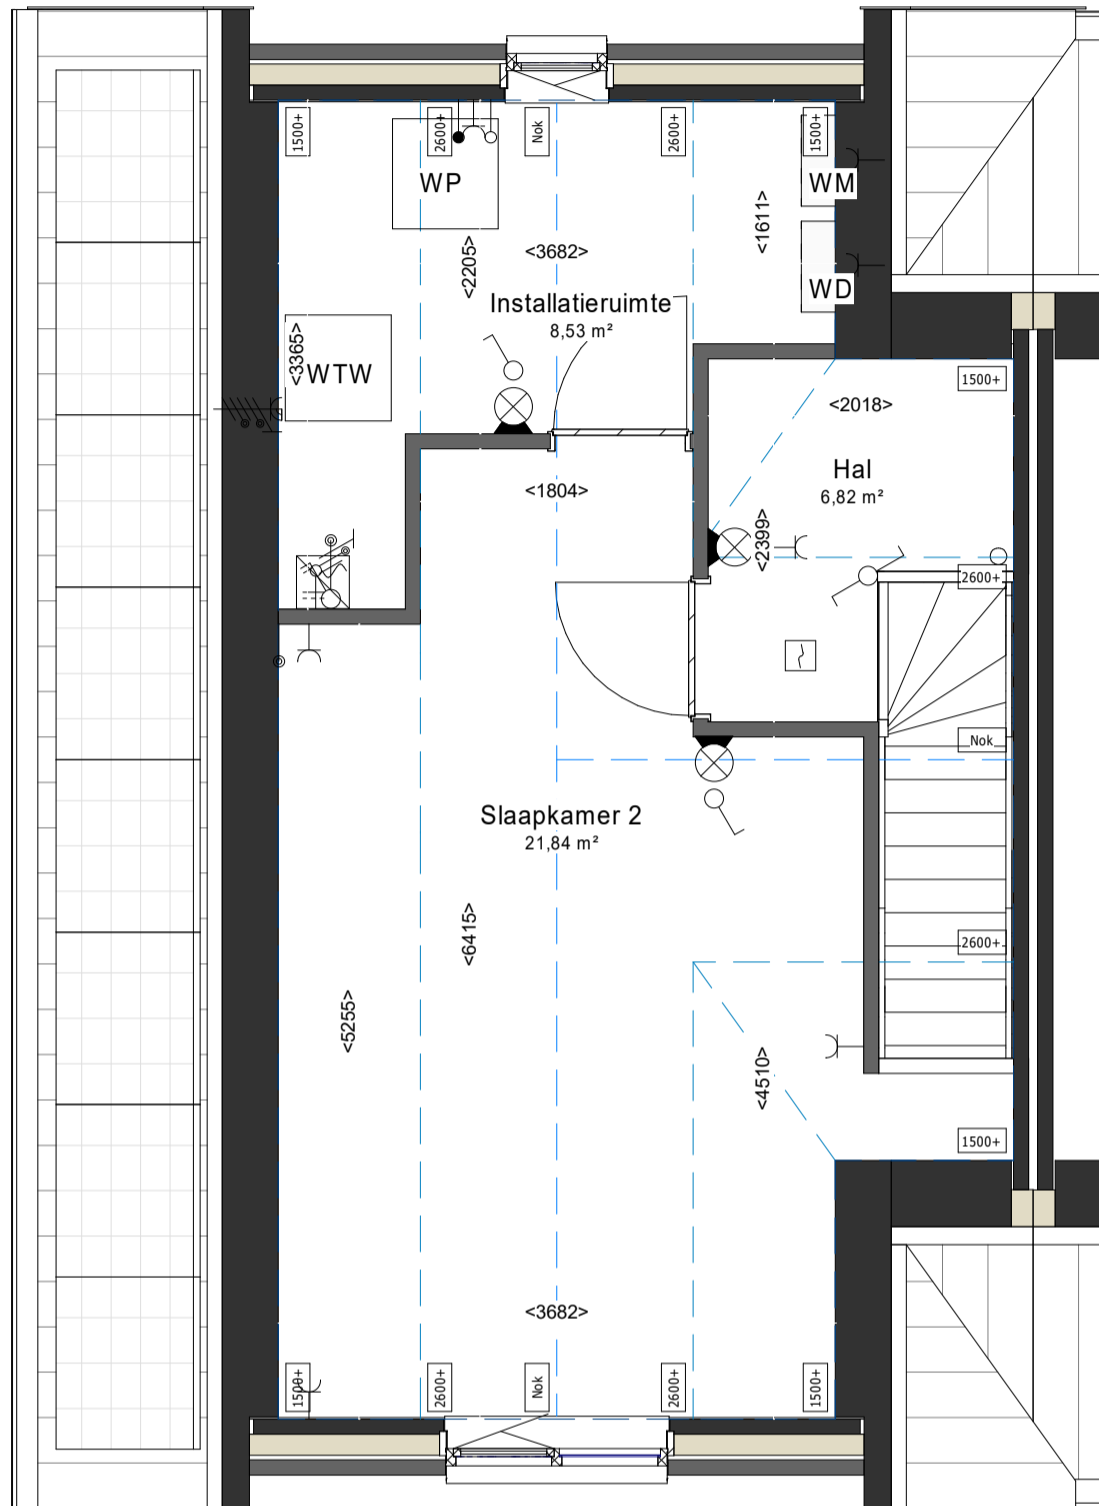 1500+
2600+
Nok
2600+
1500+
WP
WM
<1611>
<2205>
<3682>
WD
Installatieruimte
8,53 m²
<3365>
WTW
1500+
<2018>
Hal
6,82 m²
<1804>
<2399>
2600+
Nok
Slaapkamer 2
21,84 m²
<6415>
2600+
<5255>
<4510>
1500+
<3682>
1500+
2600+
Nok
2600+
1500+